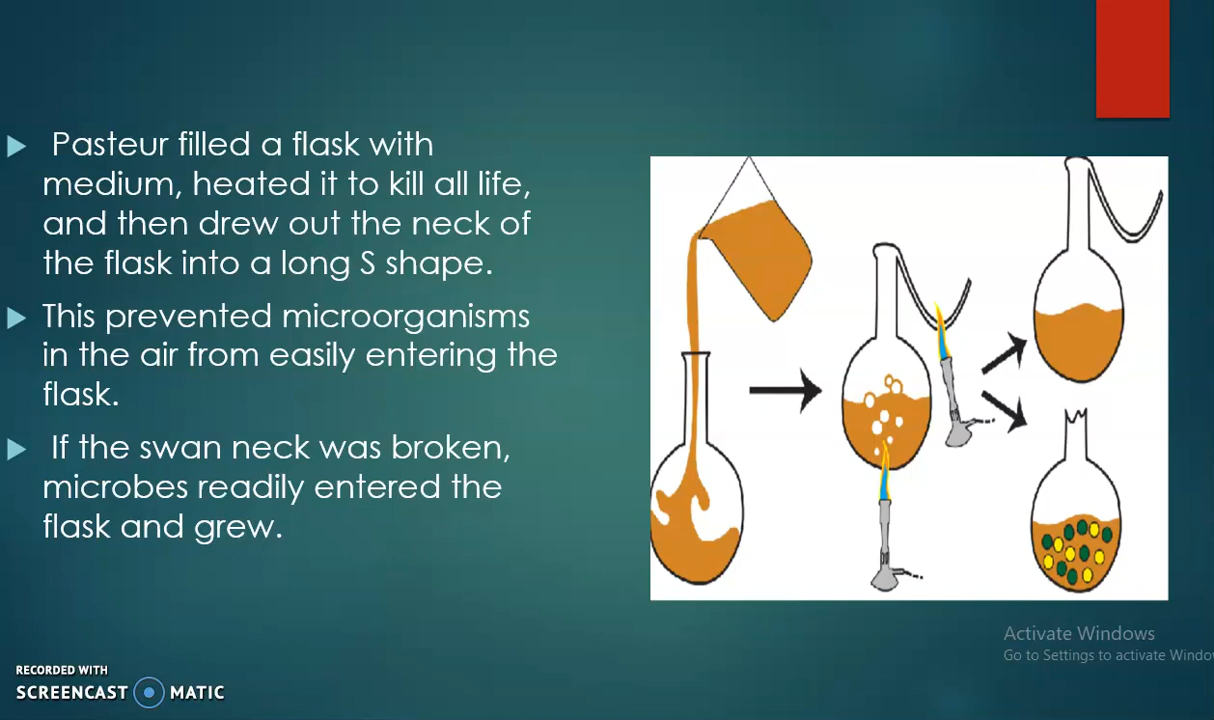 Pasteur filled a flask with
medium, heated it to kill all life,
and then drew out the neck of
the flask into a long S shape.
This prevented microorganisms
in the air from easily entering the
flask.
If the swan neck was broken,
microbes readily entered the
flask and grew.
Activate Windows
Go to Settings to activate Windo
RECORDED WITH
SCREENCAST MATIC